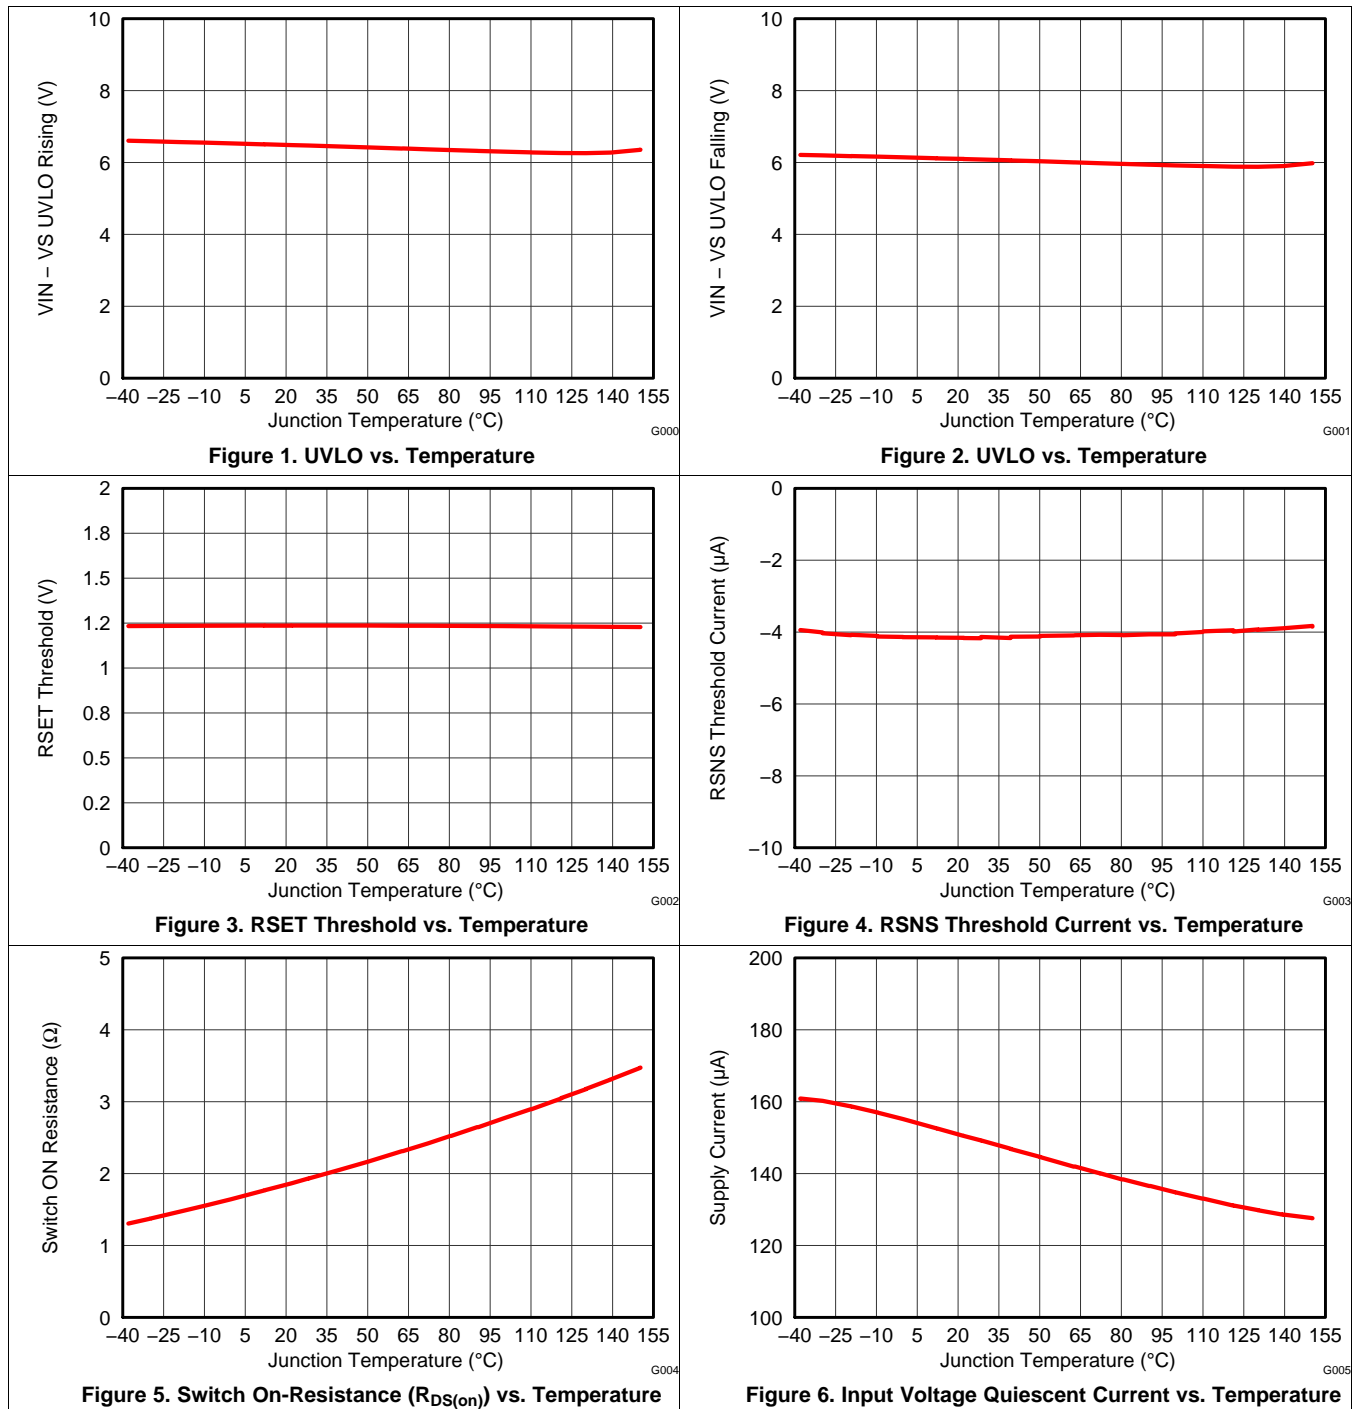 VIN – VS UVLO Rising (V)
10
8
6
4
2
0
–40 –25 –10 5 20 35 50 65 80 95 110 125 140 155
Junction Temperature (°C)
G000
Figure 1. UVLO vs. Temperature
VIN – VS UVLO Falling (V)
10
8
6
4
2
0
–40 –25 –10 5 20 35 50 65 80 95 110 125 140 155
Junction Temperature (°C)
G001
Figure 2. UVLO vs. Temperature
RSET Threshold (V)
2
1.8
1.5
1.2
1
0.8
0.5
0.2
0
–40 –25 –10 5 20 35 50 65 80 95 110 125 140 155
Junction Temperature (°C)
G002
Figure 3. RSET Threshold vs. Temperature
RSNS Threshold Current (µA)
0
–2
–4
–6
–8
–10
–40 –25 –10 5 20 35 50 65 80 95 110 125 140 155
Junction Temperature (°C)
G003
Figure 4. RSNS Threshold Current vs. Temperature
Switch ON Resistance (Ω)
5
4
3
2
1
0
–40 –25 –10 5 20 35 50 65 80 95 110 125 140 155
Junction Temperature (°C)
G004
Figure 5. Switch On-Resistance (RDS(on)) vs. Temperature
Supply Current (µA)
200
180
160
140
120
100
–40 –25 –10 5 20 35 50 65 80 95 110 125 140 155
Junction Temperature (°C)
G005
Figure 6. Input Voltage Quiescent Current vs. Temperature